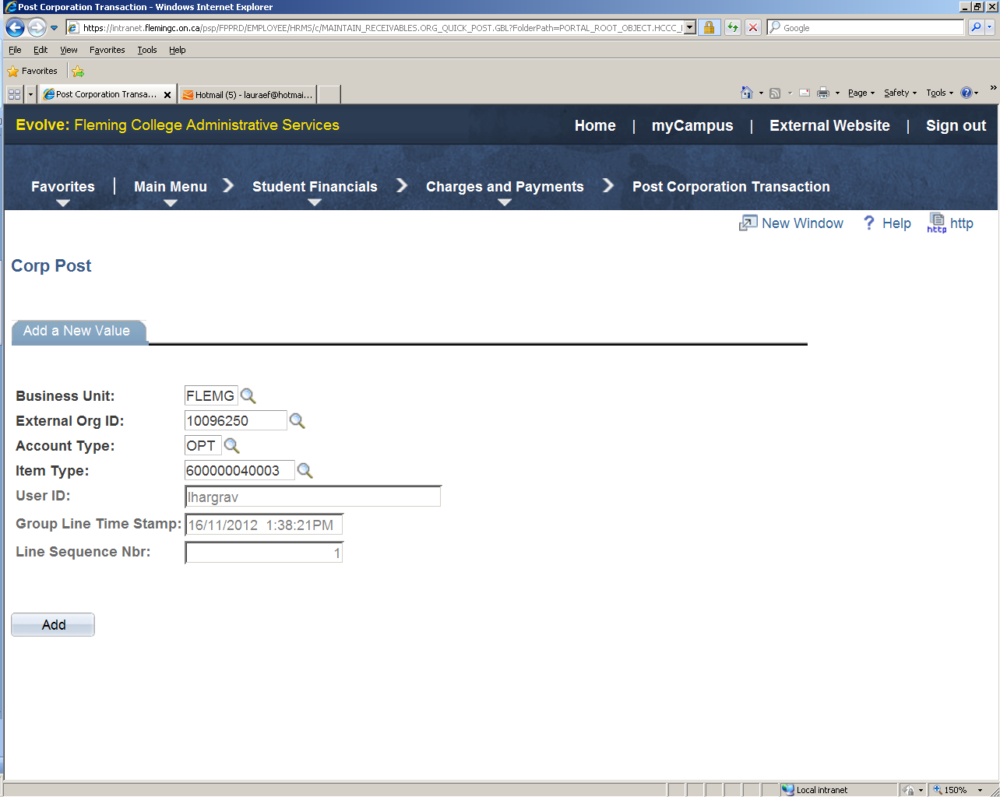 Post Corporation Transaction - Windows Internet Explorer
https://intranet.flemingc.on.ca/psp/FPPRD/EMPLOYEE/HRMS/c/MAINTAIN_RECEIVABLES.ORG_QUICK_POST.GBL?FolderPath=PORTAL_ROOT_OBJECT.HCCC_
Google
File Edit View Favorites Tools Help
Favorites
Post Corporation Transa... Hotmail (5) - lauraef@hotmai...
Page Safety Tools
Evolve: Fleming College Administrative Services
Home | myCampus | External Website | Sign out
Favorites | Main Menu > Student Financials > Charges and Payments > Post Corporation Transaction
New Window ? Help http http
Corp Post
Add a New Value
Business Unit: FLEMG
External Org ID: 10096250
Account Type: OPT
Item Type: 600000040003
User ID: lhargrav
Group Line Time Stamp: 16/11/2012 1:38:21PM
Line Sequence Nbr: 1
Add
Local intranet 150%